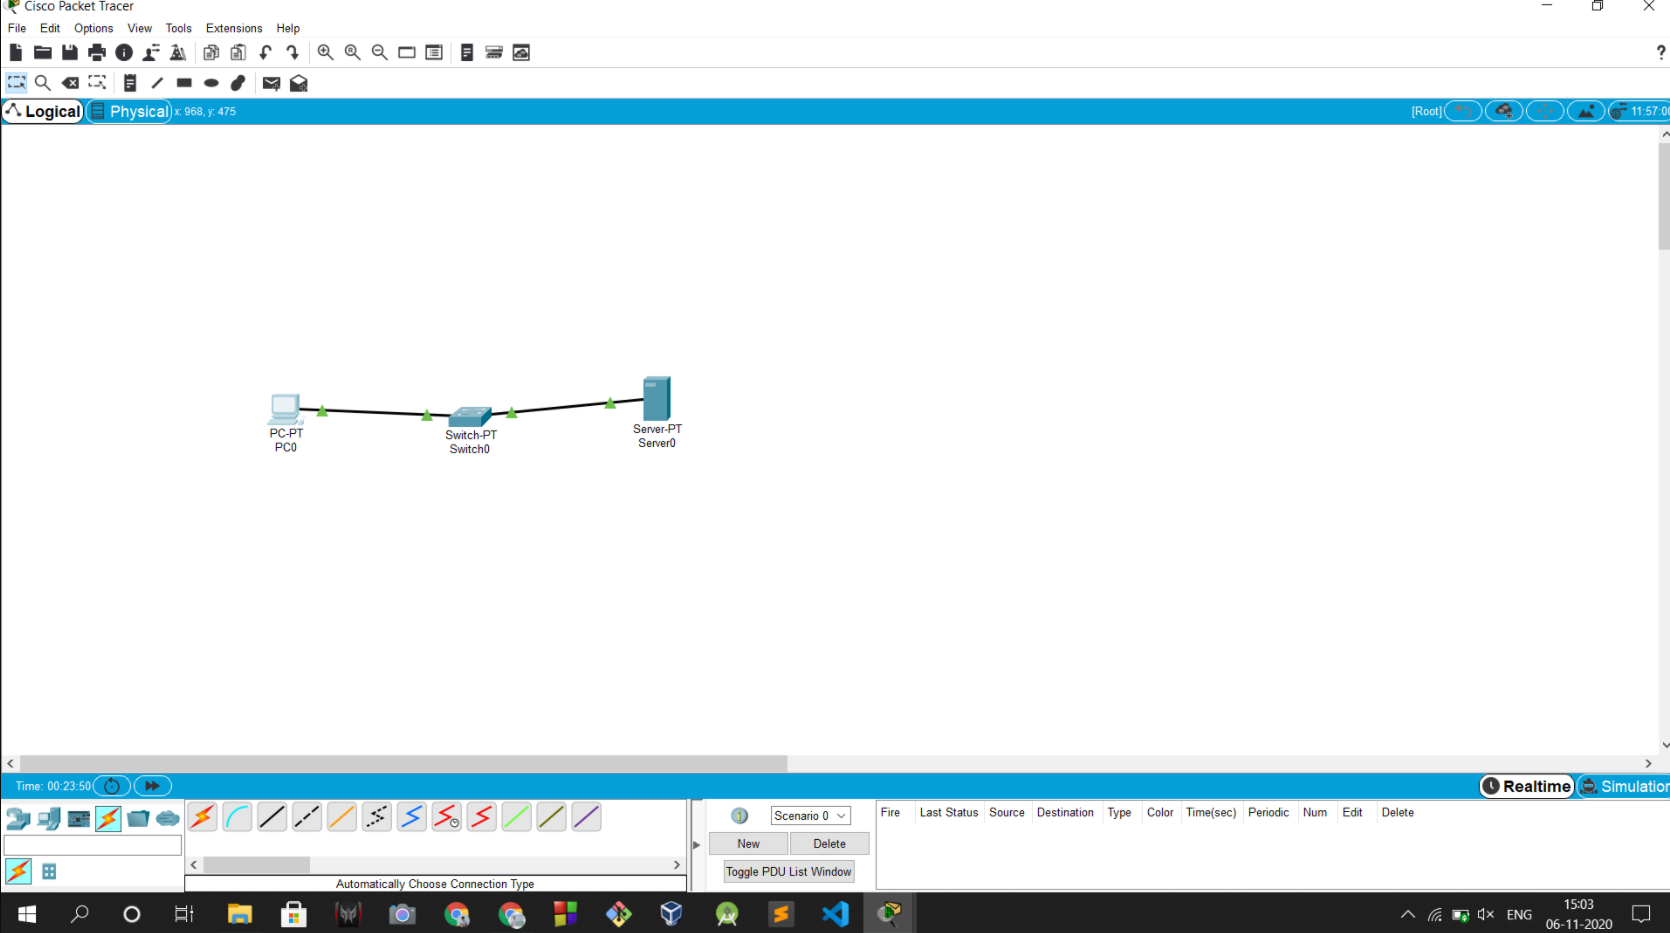 Cisco Packet Tracer
File Edit Options View Tools Extensions Help
?
Logical Physical x: 968, y: 475 [Root] 11:57:00
PC-PT
PC0
Switch-PT
Switch0
Server-PT
Server0
Time: 00:23:50 Realtime Simulation
Scenario 0
New Delete
Toggle PDU List Window
Fire Last Status Source Destination Type Color Time(sec) Periodic Num Edit Delete
Automatically Choose Connection Type
ENG
15:03
06-11-2020